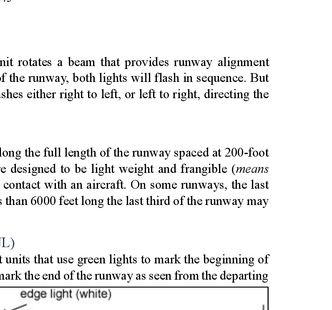 nit rotates a beam that provides runway alignment
of the runway, both lights will flash in sequence. But
shes either right to left, or left to right, directing the
long the full length of the runway spaced at 200-foot
e designed to be light weight and frangible (means
contact with an aircraft. On some runways, the last
s than 6000 feet long the last third of the runway may
L)
t units that use green lights to mark the beginning of
mark the end of the runway as seen from the departing
edge light (white)